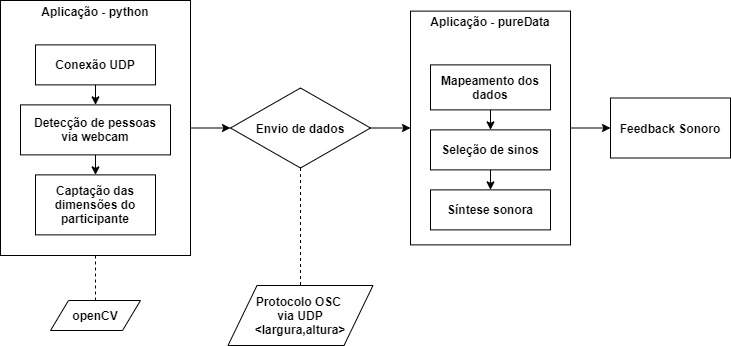 Aplicação - python
Conexão UDP
Detecção de pessoas
via webcam
Captação das
dimensões do
participante
openCV
Envio de dados
Protocolo OSC
via UDP
<largura,altura>
Aplicação - pureData
Mapeamento dos
dados
Seleção de sinos
Síntese sonora
Feedback Sonoro